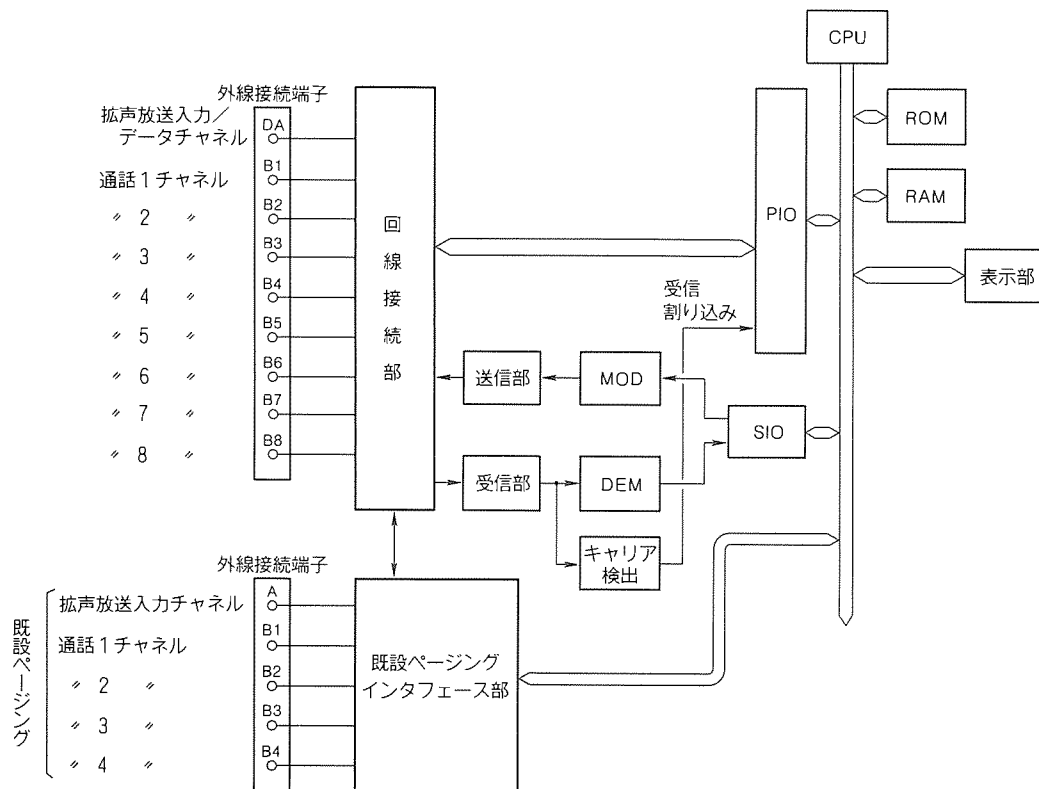 CPU
外線接続端子
拡声放送入力/
データチャネル
DA
ROM
通話1チャネル
B1
〃 2 〃
B2
回線接続部
PIO
RAM
〃 3 〃
B3
表示部
〃 4 〃
B4
受信
割り込み
〃 5 〃
B5
〃 6 〃
B6
送信部
MOD
〃 7 〃
B7
SIO
〃 8 〃
B8
受信部
DEM
キャリア
検出
外線接続端子
既設ページング
拡声放送入力チャネル
A
通話1チャネル
B1
既設ページング
インタフェース部
〃 2 〃
B2
〃 3 〃
B3
〃 4 〃
B4